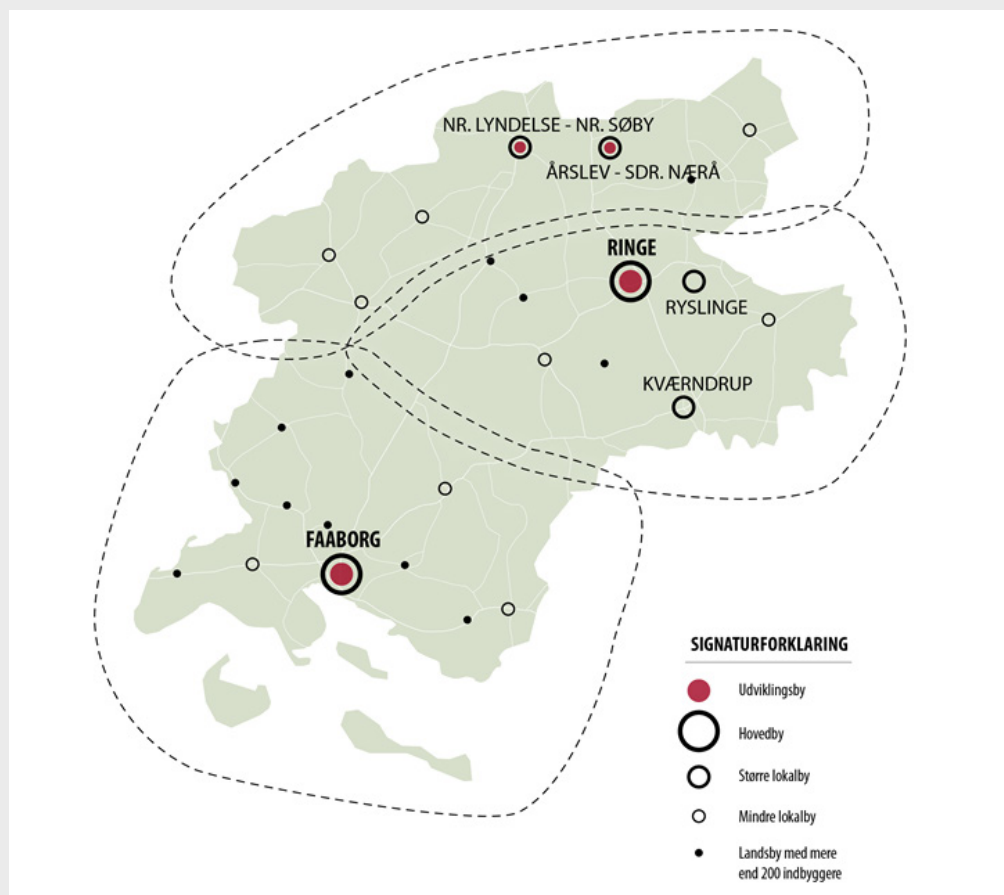 NR. LYNDELSE - NR. SØBY
ÅRSLEV - SDR. NÆRÅ
RINGE
RYSLINGE
KVÆRNDRUP
FAABORG
SIGNATURFORKLARING
Udviklingsby
Hovedby
Større lokalby
Mindre lokalby
Landsby med mere
end 200 indbyggere